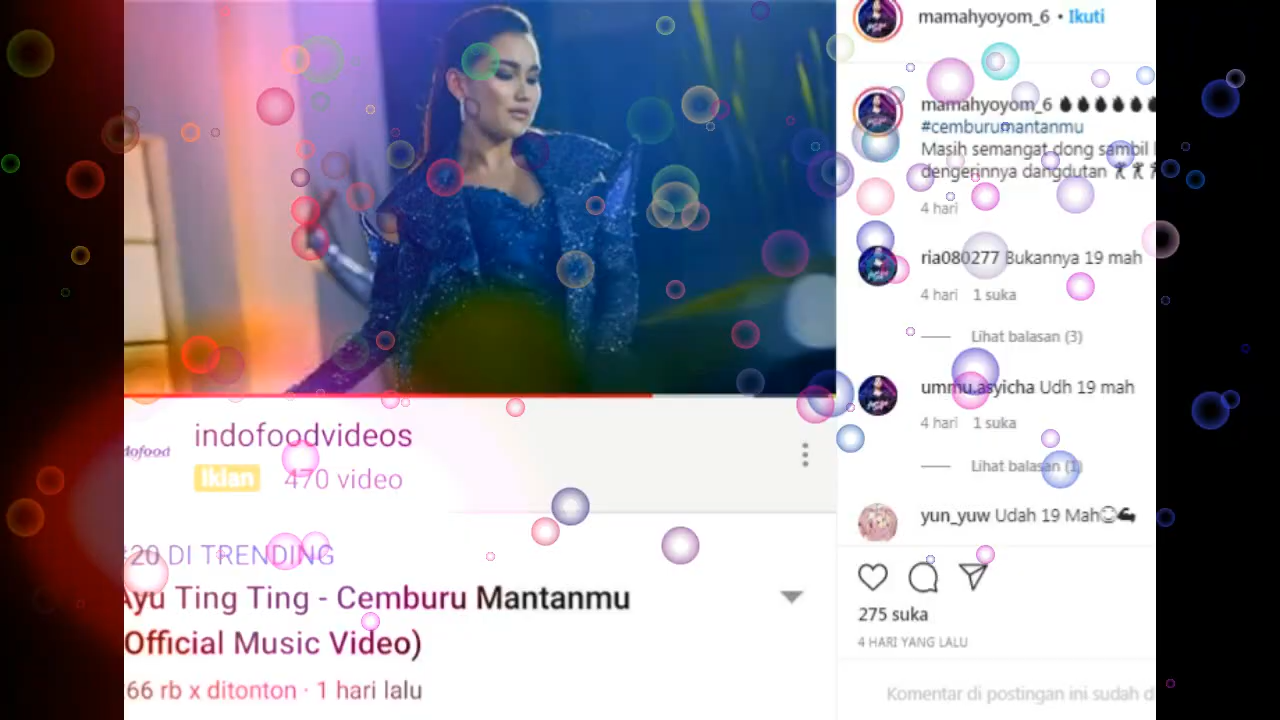 indofoodvideos
Iklan 470 video
#20 DI TRENDING
Ayu Ting Ting - Cemburu Mantanmu
(Official Music Video)
66 rb x ditonton · 1 hari lalu
mamahyoyom_6 • Ikuti
mamahyoyom_6
#cemburumantanmu
Masih semangat dong sambil
dengerinnya dangdutan
4 hari
ria080277 Bukannya 19 mah
4 hari 1 suka
Lihat balasan (3)
ummu.asyicha Udh 19 mah
4 hari 1 suka
Lihat balasan (1)
yun_yuw Udah 19 Mah
275 suka
4 HARI YANG LALU
Komentar di postingan ini sudah